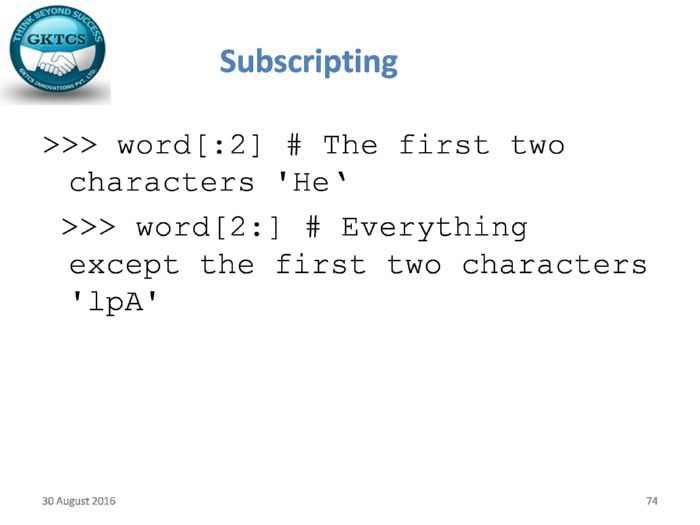 THINK BEYOND SUCCESS
GKTCS
GKTCS INNOVATIONS PVT. LTD.
Subscripting
>>> word[:2] # The first two
characters 'He‘
>>> word[2:] # Everything
except the first two characters
'lpA'
30 August 2016
74